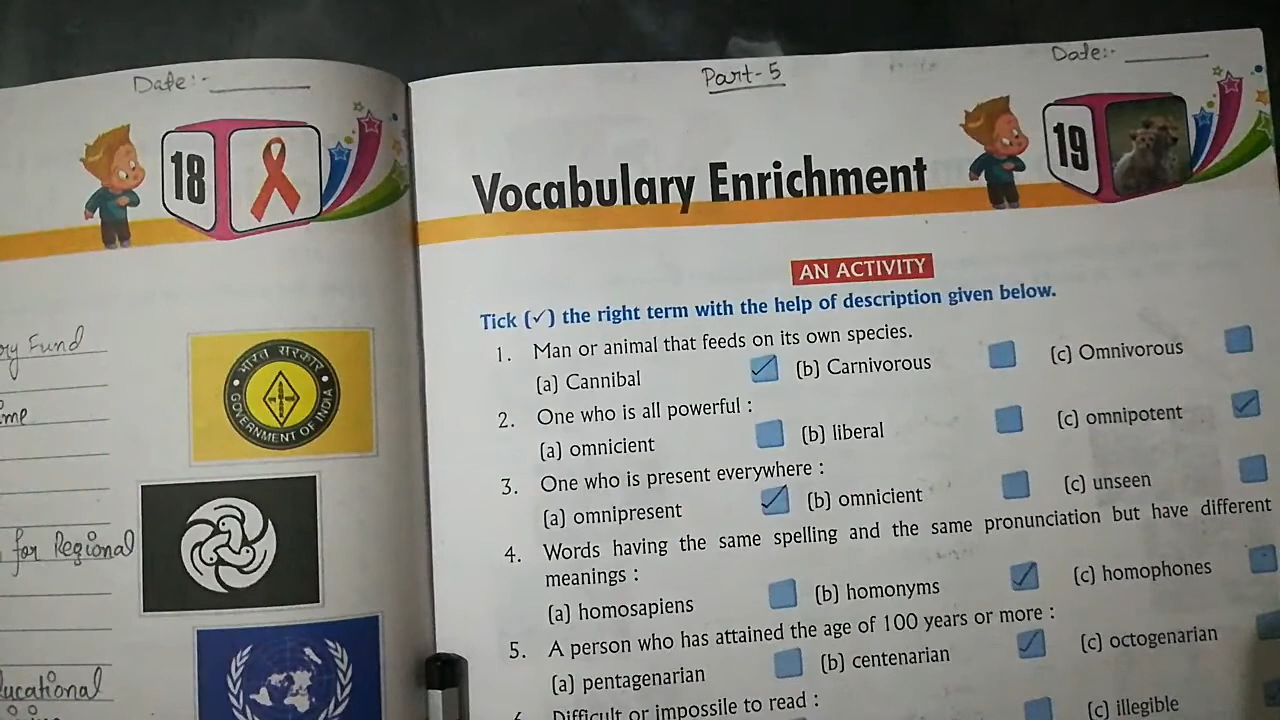 Date:-
18
ory Fund
ime
भारत सरकार
GOVERNMENT OF INDIA
for Regional
ucational
Part-5
Date:-
19
Vocabulary Enrichment
AN ACTIVITY
Tick (✓) the right term with the help of description given below.
1. Man or animal that feeds on its own species.
(a) Cannibal ✓ (b) Carnivorous (c) Omnivorous
2. One who is all powerful :
(a) omnicient (b) liberal (c) omnipotent ✓
3. One who is present everywhere :
(a) omnipresent ✓ (b) omnicient (c) unseen
4. Words having the same spelling and the same pronunciation but have different
meanings :
(a) homosapiens (b) homonyms ✓ (c) homophones
5. A person who has attained the age of 100 years or more :
(a) pentagenarian (b) centenarian ✓ (c) octogenarian
Difficult or impossile to read :
(c) illegible